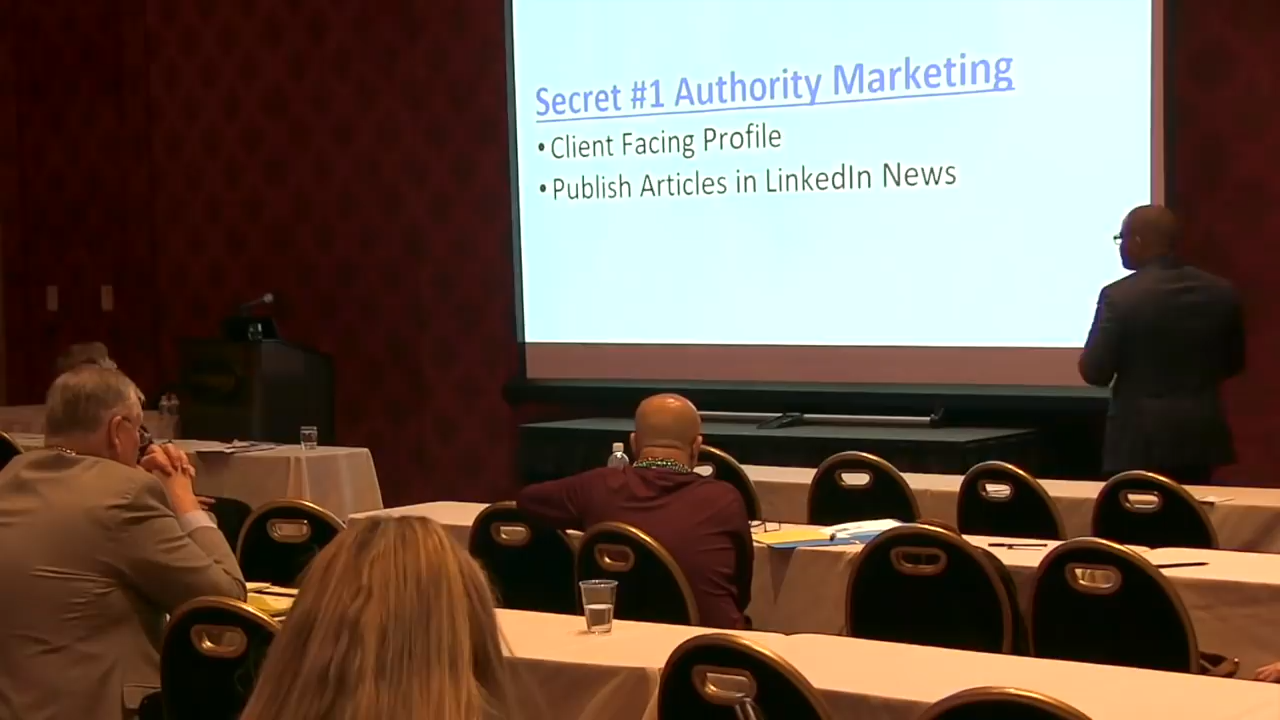 Secret #1 Authority Marketing
• Client Facing Profile
• Publish Articles in LinkedIn News